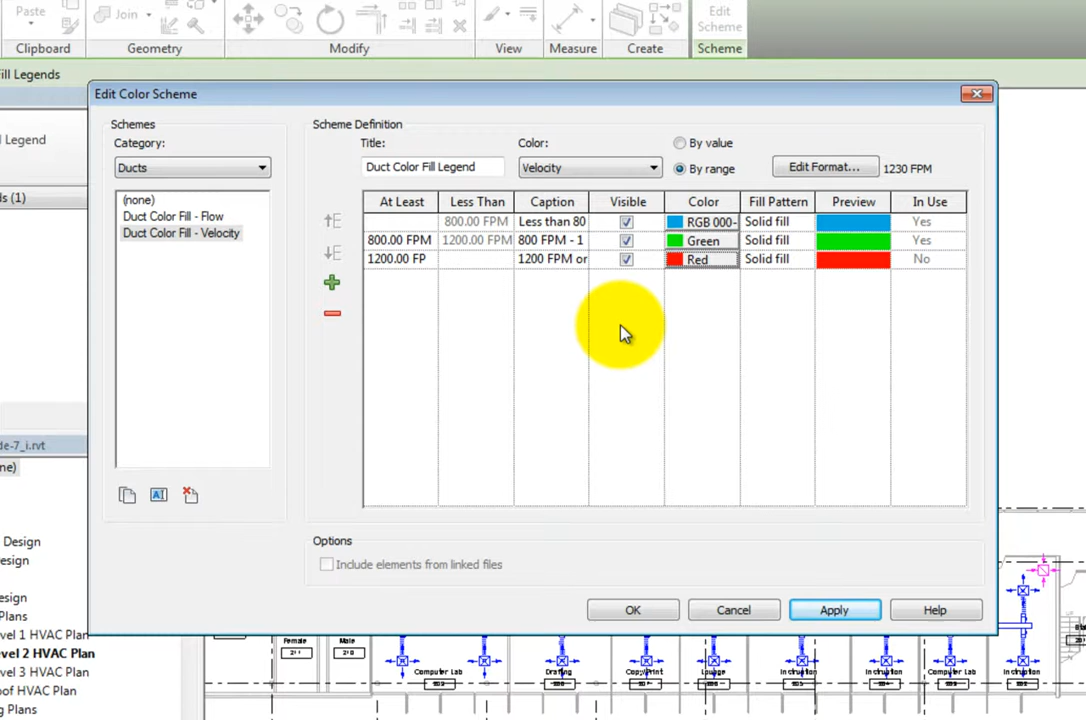 Paste
Join
Edit
Scheme
Clipboard
Geometry
Modify
View
Measure
Create
Scheme
ill Legends
Legend
s (1)
de-7_i.rvt
ne)
Design
esign
esign
Plans
vel 1 HVAC Plan
evel 2 HVAC Plan
vel 3 HVAC Plan
of HVAC Plan
g Plans
Edit Color Scheme
Schemes
Category:
Ducts
(none)
Duct Color Fill - Flow
Duct Color Fill - Velocity
Scheme Definition
Title:
Color:
By value
Duct Color Fill Legend
Velocity
By range
Edit Format...
1230 FPM
At Least Less Than Caption Visible Color Fill Pattern Preview In Use
800.00 FPM Less than 80 RGB 000- Solid fill Yes
800.00 FPM 1200.00 FPM 800 FPM - 1 Green Solid fill Yes
1200.00 FP 1200 FPM or Red Solid fill No
Options
Include elements from linked files
OK Cancel Apply Help
Female
211
Male
210
Computer Lab
Drafting
Copy/Print
Lounge
Instruction
Instruction
Computer Lab
Instruction